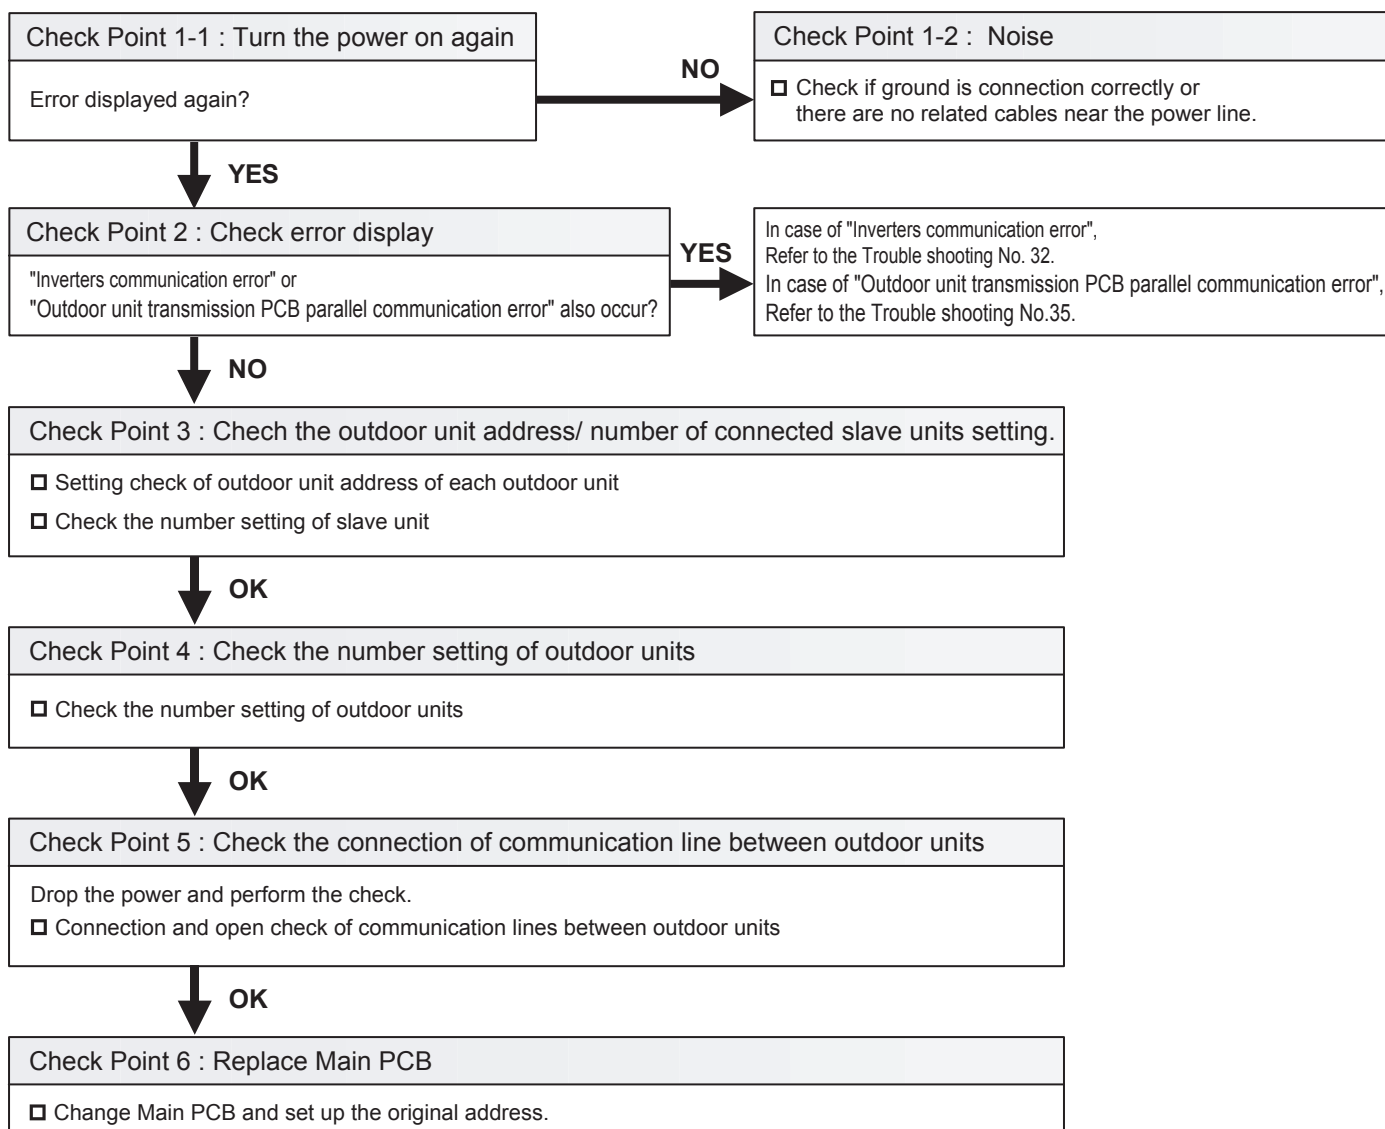 Check Point 1-1 : Turn the power on again
Error displayed again?
NO
Check Point 1-2 : Noise
Check if ground is connection correctly or
there are no related cables near the power line.
YES
Check Point 2 : Check error display
"Inverters communication error" or
"Outdoor unit transmission PCB parallel communication error" also occur?
YES
In case of "Inverters communication error",
Refer to the Trouble shooting No. 32.
In case of "Outdoor unit transmission PCB parallel communication error",
Refer to the Trouble shooting No.35.
NO
Check Point 3 : Chech the outdoor unit address/ number of connected slave units setting.
Setting check of outdoor unit address of each outdoor unit
Check the number setting of slave unit
OK
Check Point 4 : Check the number setting of outdoor units
Check the number setting of outdoor units
OK
Check Point 5 : Check the connection of communication line between outdoor units
Drop the power and perform the check.
Connection and open check of communication lines between outdoor units
OK
Check Point 6 : Replace Main PCB
Change Main PCB and set up the original address.